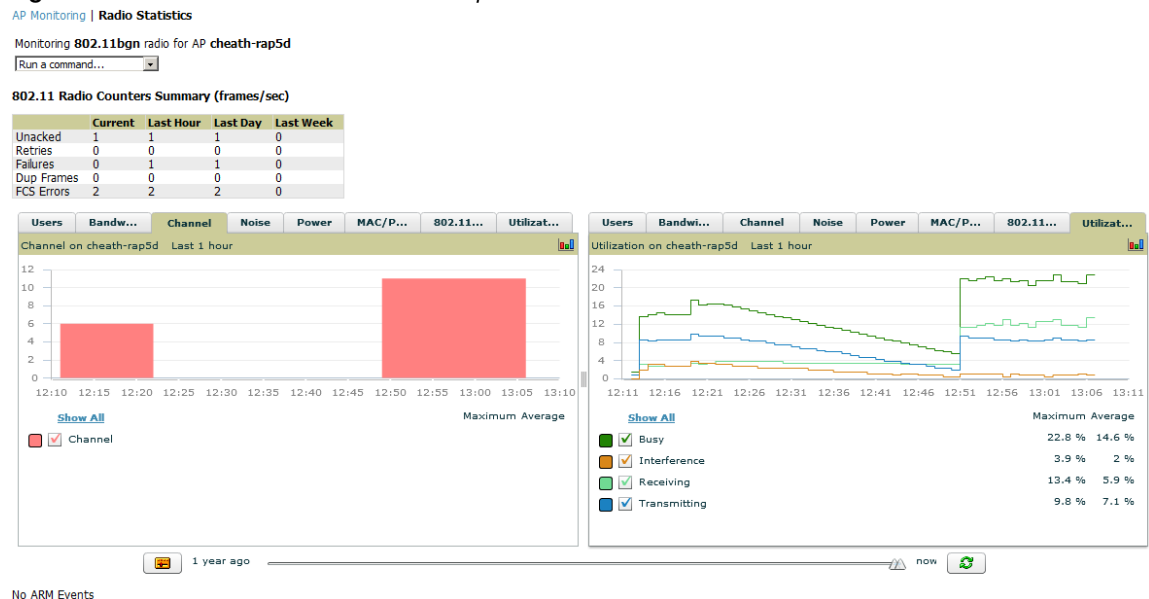 AP Monitoring | Radio Statistics
Monitoring 802.11bgn radio for AP cheath-rap5d
Run a command...
802.11 Radio Counters Summary (frames/sec)
Current Last Hour Last Day Last Week
Unacked 1 1 1 0
Retries 0 0 0 0
Failures 0 1 1 0
Dup Frames 0 0 0 0
FCS Errors 2 2 2 0
Users Bandw... Channel Noise Power MAC/P... 802.11... Utilizat...
Channel on cheath-rap5d Last 1 hour
12
10
8
6
4
2
0
12:10 12:15 12:20 12:25 12:30 12:35 12:40 12:45 12:50 12:55 13:00 13:05 13:10
Show All Maximum Average
Channel
Users Bandwi... Channel Noise Power MAC/P... 802.11... Utilizat...
Utilization on cheath-rap5d Last 1 hour
24
20
16
12
8
4
0
12:11 12:16 12:21 12:26 12:31 12:36 12:41 12:46 12:51 12:56 13:01 13:06 13:11
Show All Maximum Average
Busy 22.8 % 14.6 %
Interference 3.9 % 2 %
Receiving 13.4 % 5.9 %
Transmitting 9.8 % 7.1 %
1 year ago now
No ARM Events